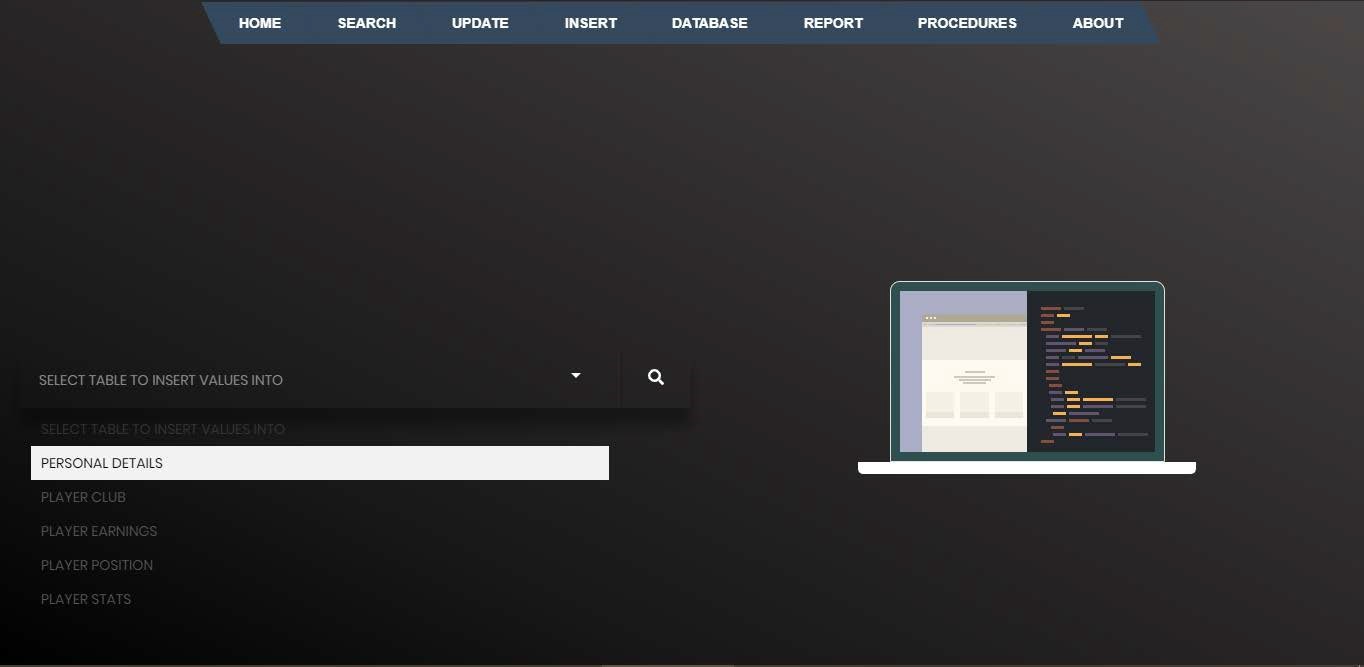 HOME SEARCH UPDATE INSERT DATABASE REPORT PROCEDURES ABOUT
SELECT TABLE TO INSERT VALUES INTO
SELECT TABLE TO INSERT VALUES INTO
PERSONAL DETAILS
PLAYER CLUB
PLAYER EARNINGS
PLAYER POSITION
PLAYER STATS